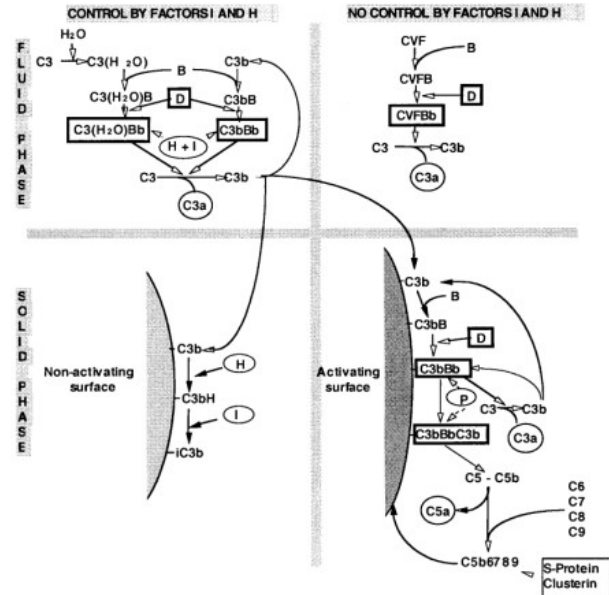 CONTROL BY FACTORS I AND H
NO CONTROL BY FACTORS I AND H
FLUID PHASE
H2O
C3
C3(H2O)
B
C3b
C3(H2O)B
D
C3bB
C3(H2O)Bb
H + I
C3bBb
C3
C3b
C3a
CVF
B
CVFB
D
CVFBb
C3
C3b
C3a
SOLID PHASE
Non-activating
surface
C3b
H
C3bH
I
iC3b
Activating
surface
C3b
B
C3bB
D
C3bBb
P
C3
C3b
C3a
C3bBbC3b
C5 - C5b
C5a
C6
C7
C8
C9
C5b6789
S-Protein
Clusterin